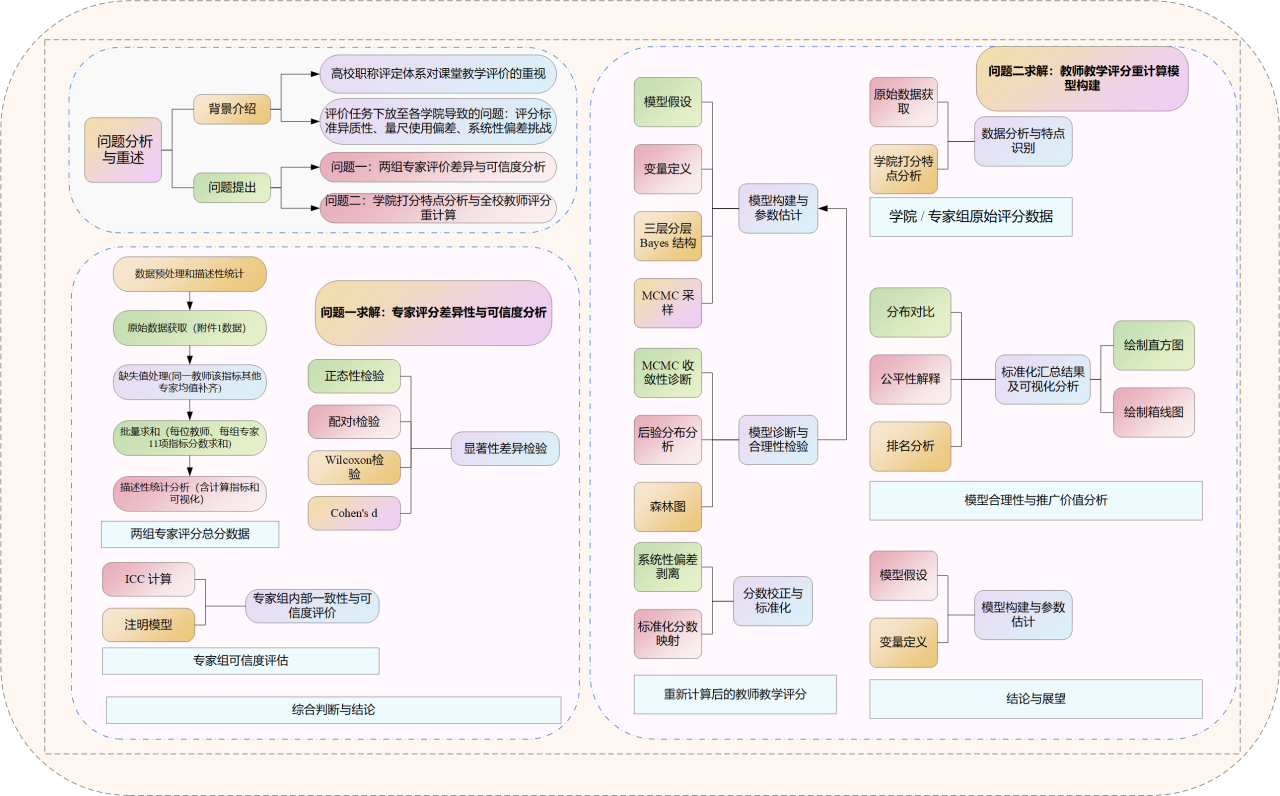 问题分析
与重述
背景介绍
问题提出
高校职称评定体系对课堂教学评价的重视
评价任务下放至各学院导致的问题：评分标
准异质性、量尺使用偏差、系统性偏差挑战
问题一：两组专家评价差异与可信度分析
问题二：学院打分特点分析与全校教师评分
重计算
数据预处理和描述性统计
原始数据获取（附件1数据）
缺失值处理(同一教师该指标其他
专家均值补齐）
批量求和（每位教师、每组专家
11项指标分数求和）
描述性统计分析（含计算指标和
可视化）
两组专家评分总分数据
问题一求解：专家评分差异性与可信度分析
正态性检验
配对t检验
Wilcoxon检
验
Cohen's d
显著性差异检验
ICC 计算
注明模型
专家组内部一致性与可
信度评价
专家组可信度评估
综合判断与结论
模型假设
变量定义
三层分层
Bayes 结构
MCMC 采
样
模型构建与
参数估计
MCMC 收
敛性诊断
后验分布分
析
森林图
模型诊断与
合理性检验
系统性偏差
剥离
标准化分数
映射
分数校正与
标准化
重新计算后的教师教学评分
问题二求解：教师教学评分重计算模
型构建
原始数据获
取
学院打分特
点分析
数据分析与特点
识别
学院 / 专家组原始评分数据
分布对比
公平性解释
排名分析
标准化汇总结果
及可视化分析
绘制直方图
绘制箱线图
模型合理性与推广价值分析
模型假设
变量定义
模型构建与参数
估计
结论与展望